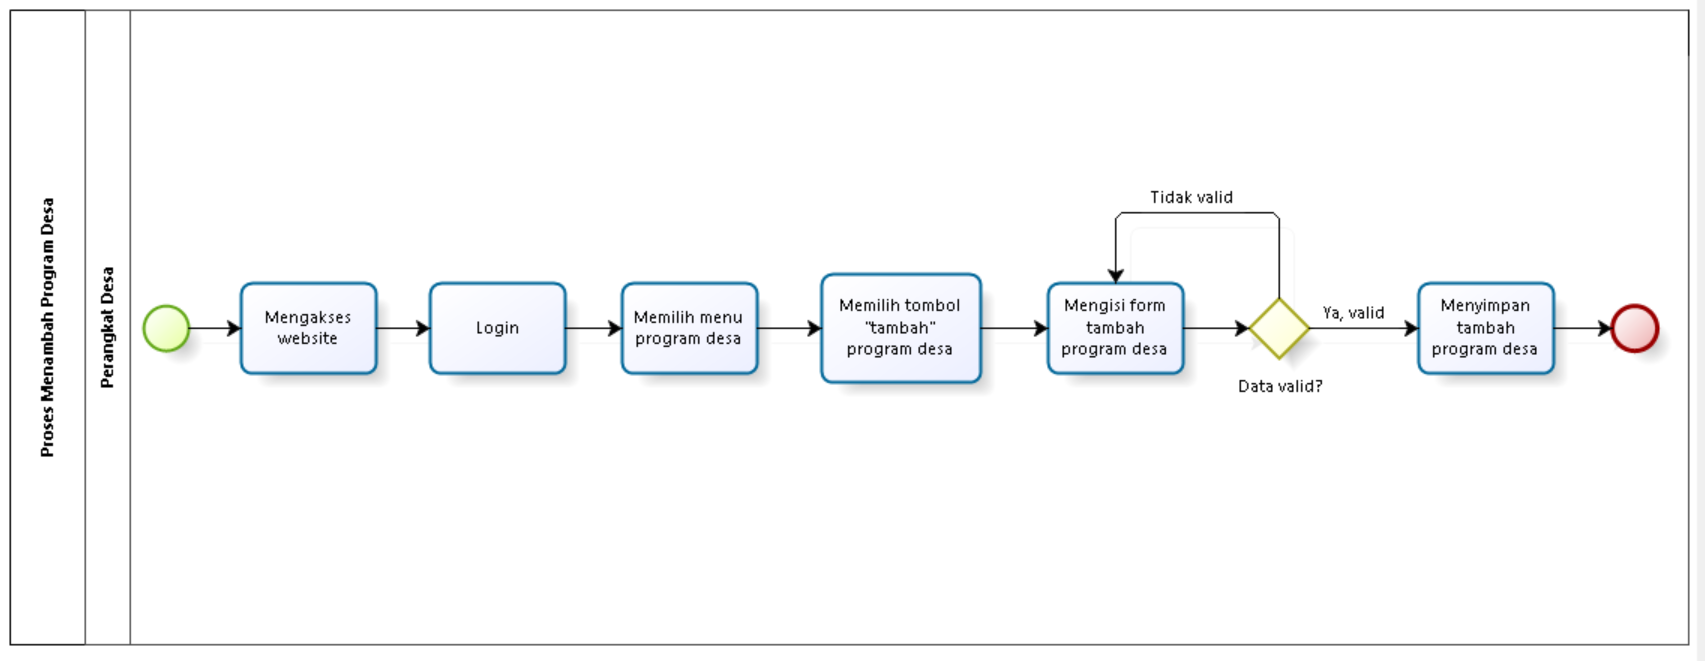 Proses Menambah Program Desa
Perangkat Desa
Mengakses
website
Login
Memilih menu
program desa
Memilih tombol
"tambah"
program desa
Mengisi form
tambah
program desa
Tidak valid
Data valid?
Ya, valid
Menyimpan
tambah
program desa